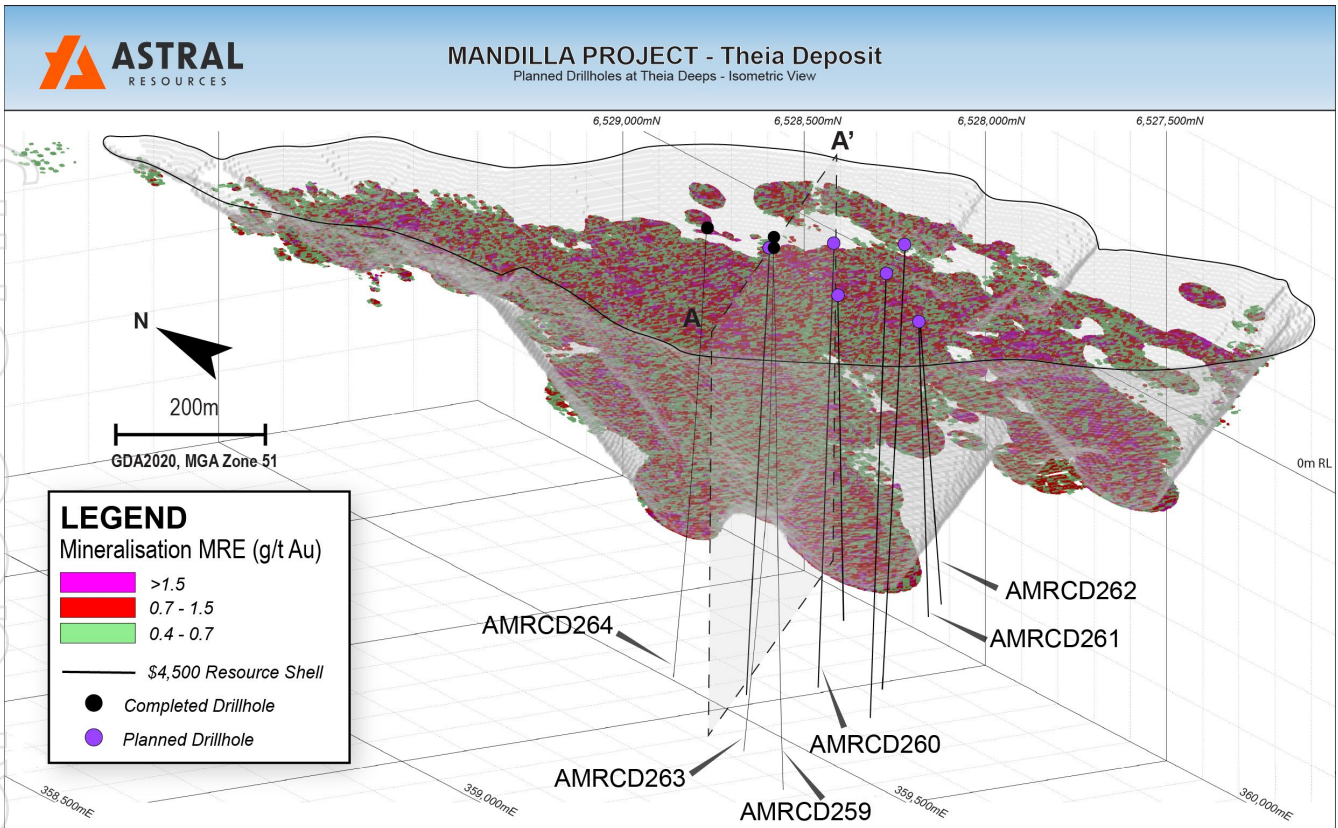 ASTRAL
RESOURCES
MANDILLA PROJECT - Theia Deposit
Planned Drillholes at Theia Deeps - Isometric View
6,529,000mN
6,528,500mN
6,528,000mN
6,527,500mN
A'
A
N
200m
GDA2020, MGA Zone 51
0m RL
LEGEND
Mineralisation MRE (g/t Au)
>1.5
0.7 - 1.5
0.4 - 0.7
$4,500 Resource Shell
Completed Drillhole
Planned Drillhole
AMRCD262
AMRCD264
AMRCD261
AMRCD260
AMRCD263
AMRCD259
358,500mE
359,000mE
359,500mE
360,000mE